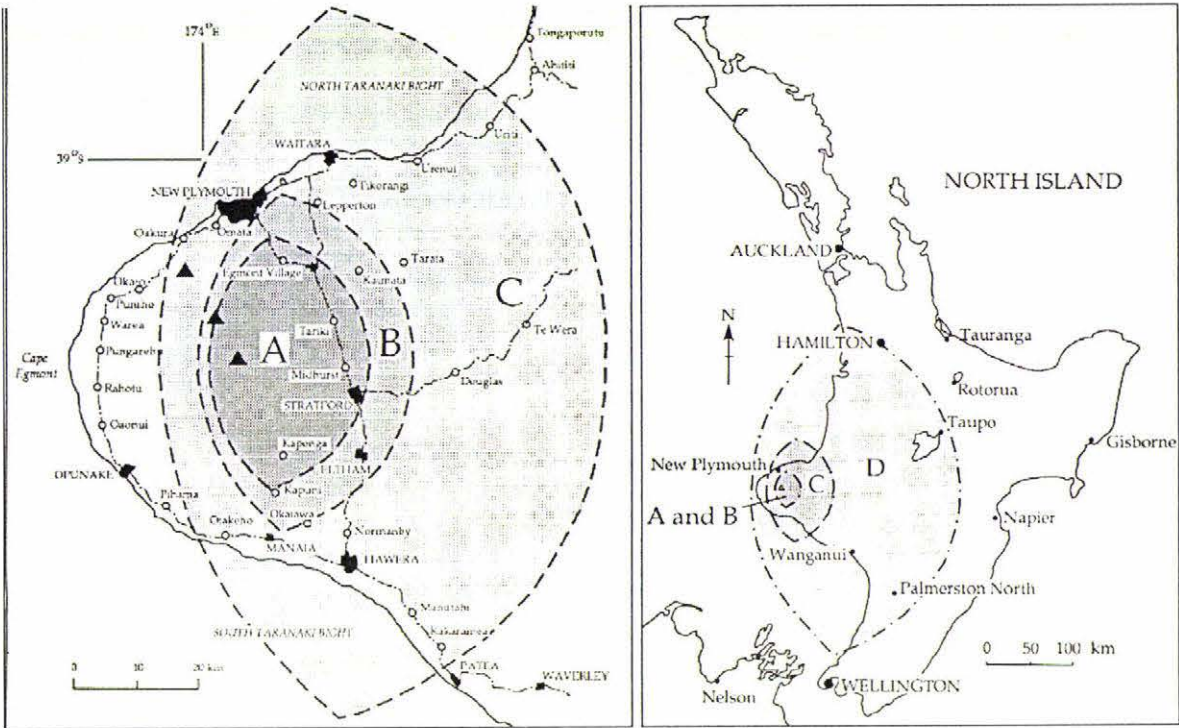 174°E
Tongaporutu
Ahititi
NORTH TARANAKI BIGHT
Uriti
WAITARA
39°S
Urenui
Tikorangi
NEW PLYMOUTH
Lepperton
Oakura
Omata
Tarata
Egmont Village
Kaimata
C
Okato
Puniho
Warea
Tariki
A
B
Te Wera
Pungarehu
Cape
Egmont
Midhurst
Douglas
Rahotu
STRATFORD
Oaonui
Kaponga
ELTHAM
OPUNAKE
Kapuni
Pihama
Okaiawa
Otakeho
Normanby
MANAIA
HAWERA
Manutahi
Kakaramea
SOUTH TARANAKI BIGHT
PATEA
WAVERLEY
0 10 20 km
NORTH ISLAND
AUCKLAND
N
Tauranga
HAMILTON
Rotorua
Taupo
Gisborne
New Plymouth
D
C
A and B
Napier
Wanganui
Palmerston North
0 50 100 km
Nelson
WELLINGTON